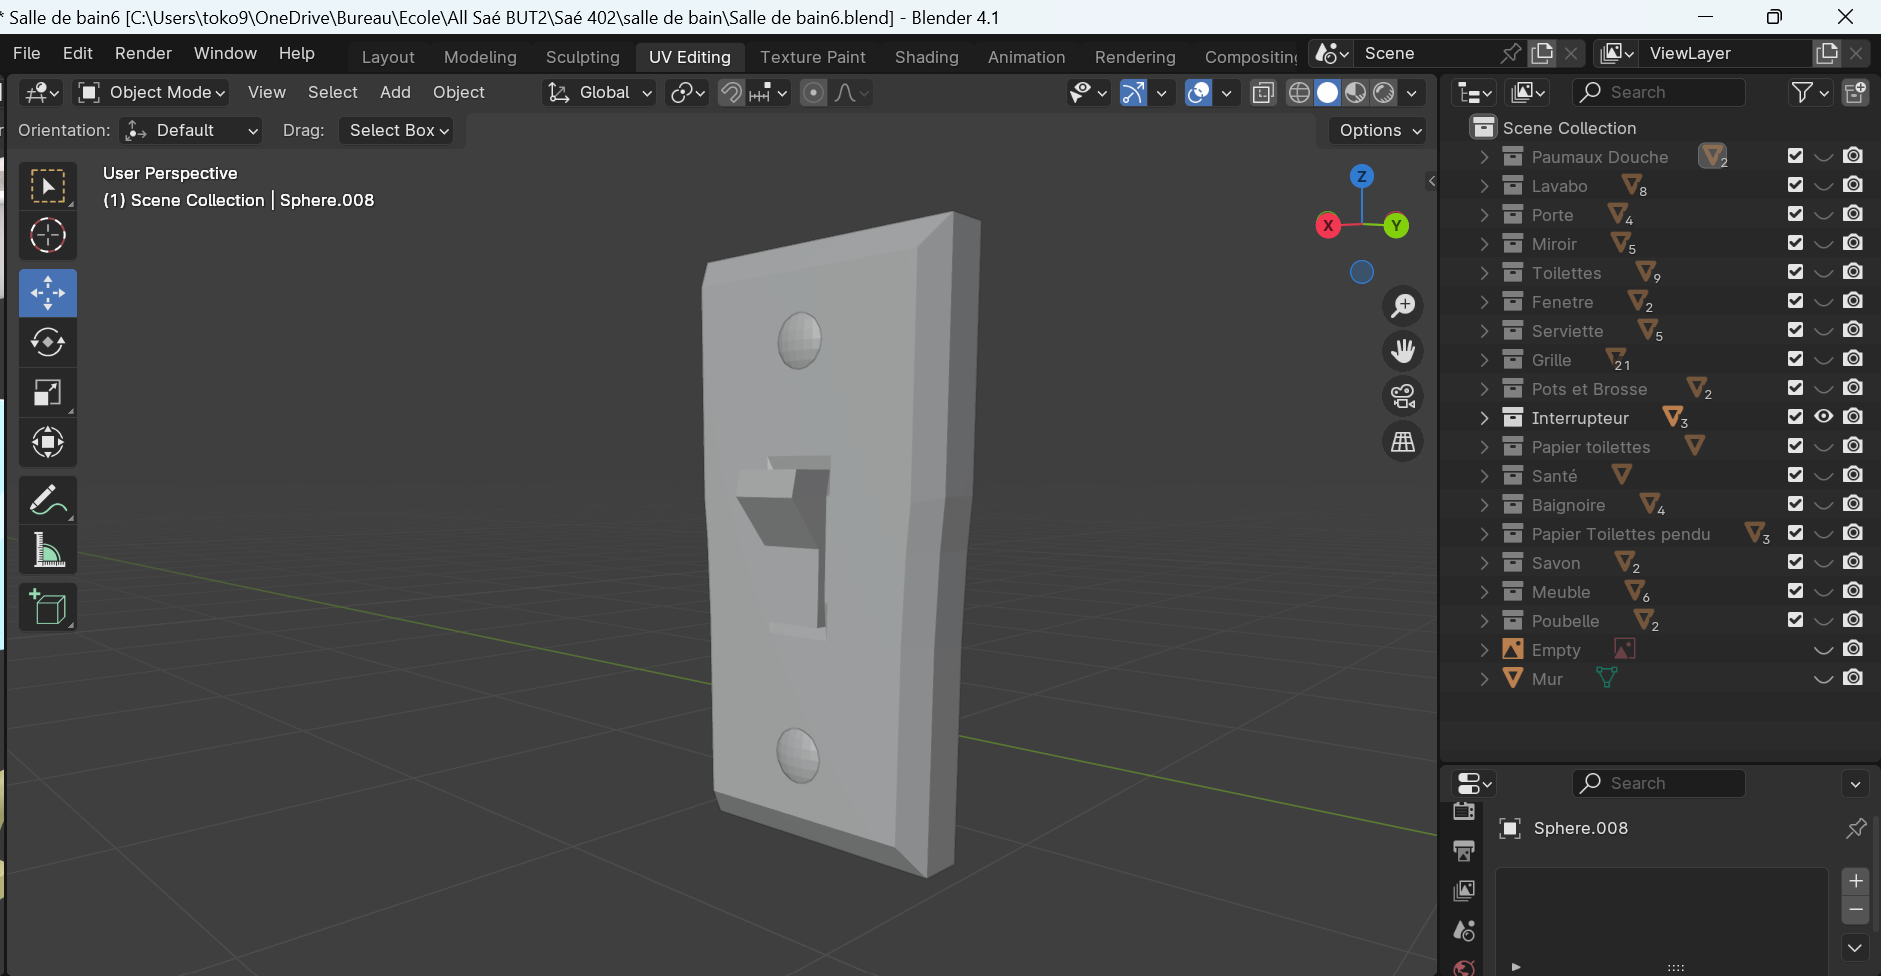 * Salle de bain6 [C:\Users\toko9\OneDrive\Bureau\Ecole\All Saé BUT2\Saé 402\salle de bain\Salle de bain6.blend] - Blender 4.1
File Edit Render Window Help
Layout Modeling Sculpting UV Editing Texture Paint Shading Animation Rendering Compositing
Scene
ViewLayer
Object Mode View Select Add Object
Global
Search
Orientation: Default Drag: Select Box
Options
User Perspective
(1) Scene Collection | Sphere.008
Z
X
Y
Scene Collection
Paumaux Douche 2
Lavabo 8
Porte 4
Miroir 5
Toilettes 9
Fenetre 2
Serviette 5
Grille 21
Pots et Brosse 2
Interrupteur 3
Papier toilettes
Santé
Baignoire 4
Papier Toilettes pendu 3
Savon 2
Meuble 6
Poubelle 2
Empty
Mur
Search
Sphere.008